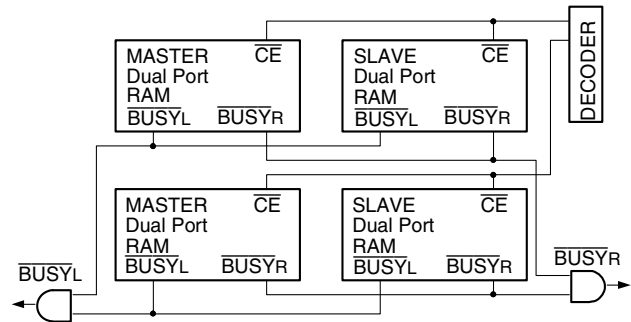 MASTER CE
Dual Port
RAM
BUSYL BUSYR
SLAVE CE
Dual Port
RAM
BUSYL BUSYR
DECODER
MASTER CE
Dual Port
RAM
BUSYL BUSYR
SLAVE CE
Dual Port
RAM
BUSYL BUSYR
BUSYL
BUSYR